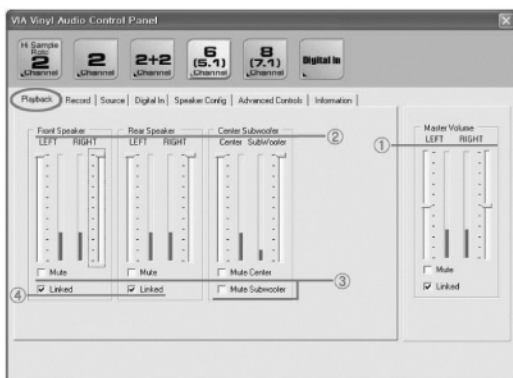 VIA Vinyl Audio Control Panel
Hi Sample
Rate
2
Channel
2
Channel
2+2
Channel
6
(5.1)
Channel
8
(7.1)
Channel
Digital In
Playback Record Source Digital In Speaker Config Advanced Controls Information
Front Speaker Rear Speaker Center Subwoofer
LEFT RIGHT LEFT RIGHT Center SubWoofer
②
Mute Mute Mute Center
③
④
Linked Linked Mute Subwoofer
Master Volume
①
LEFT RIGHT
Mute
Linked